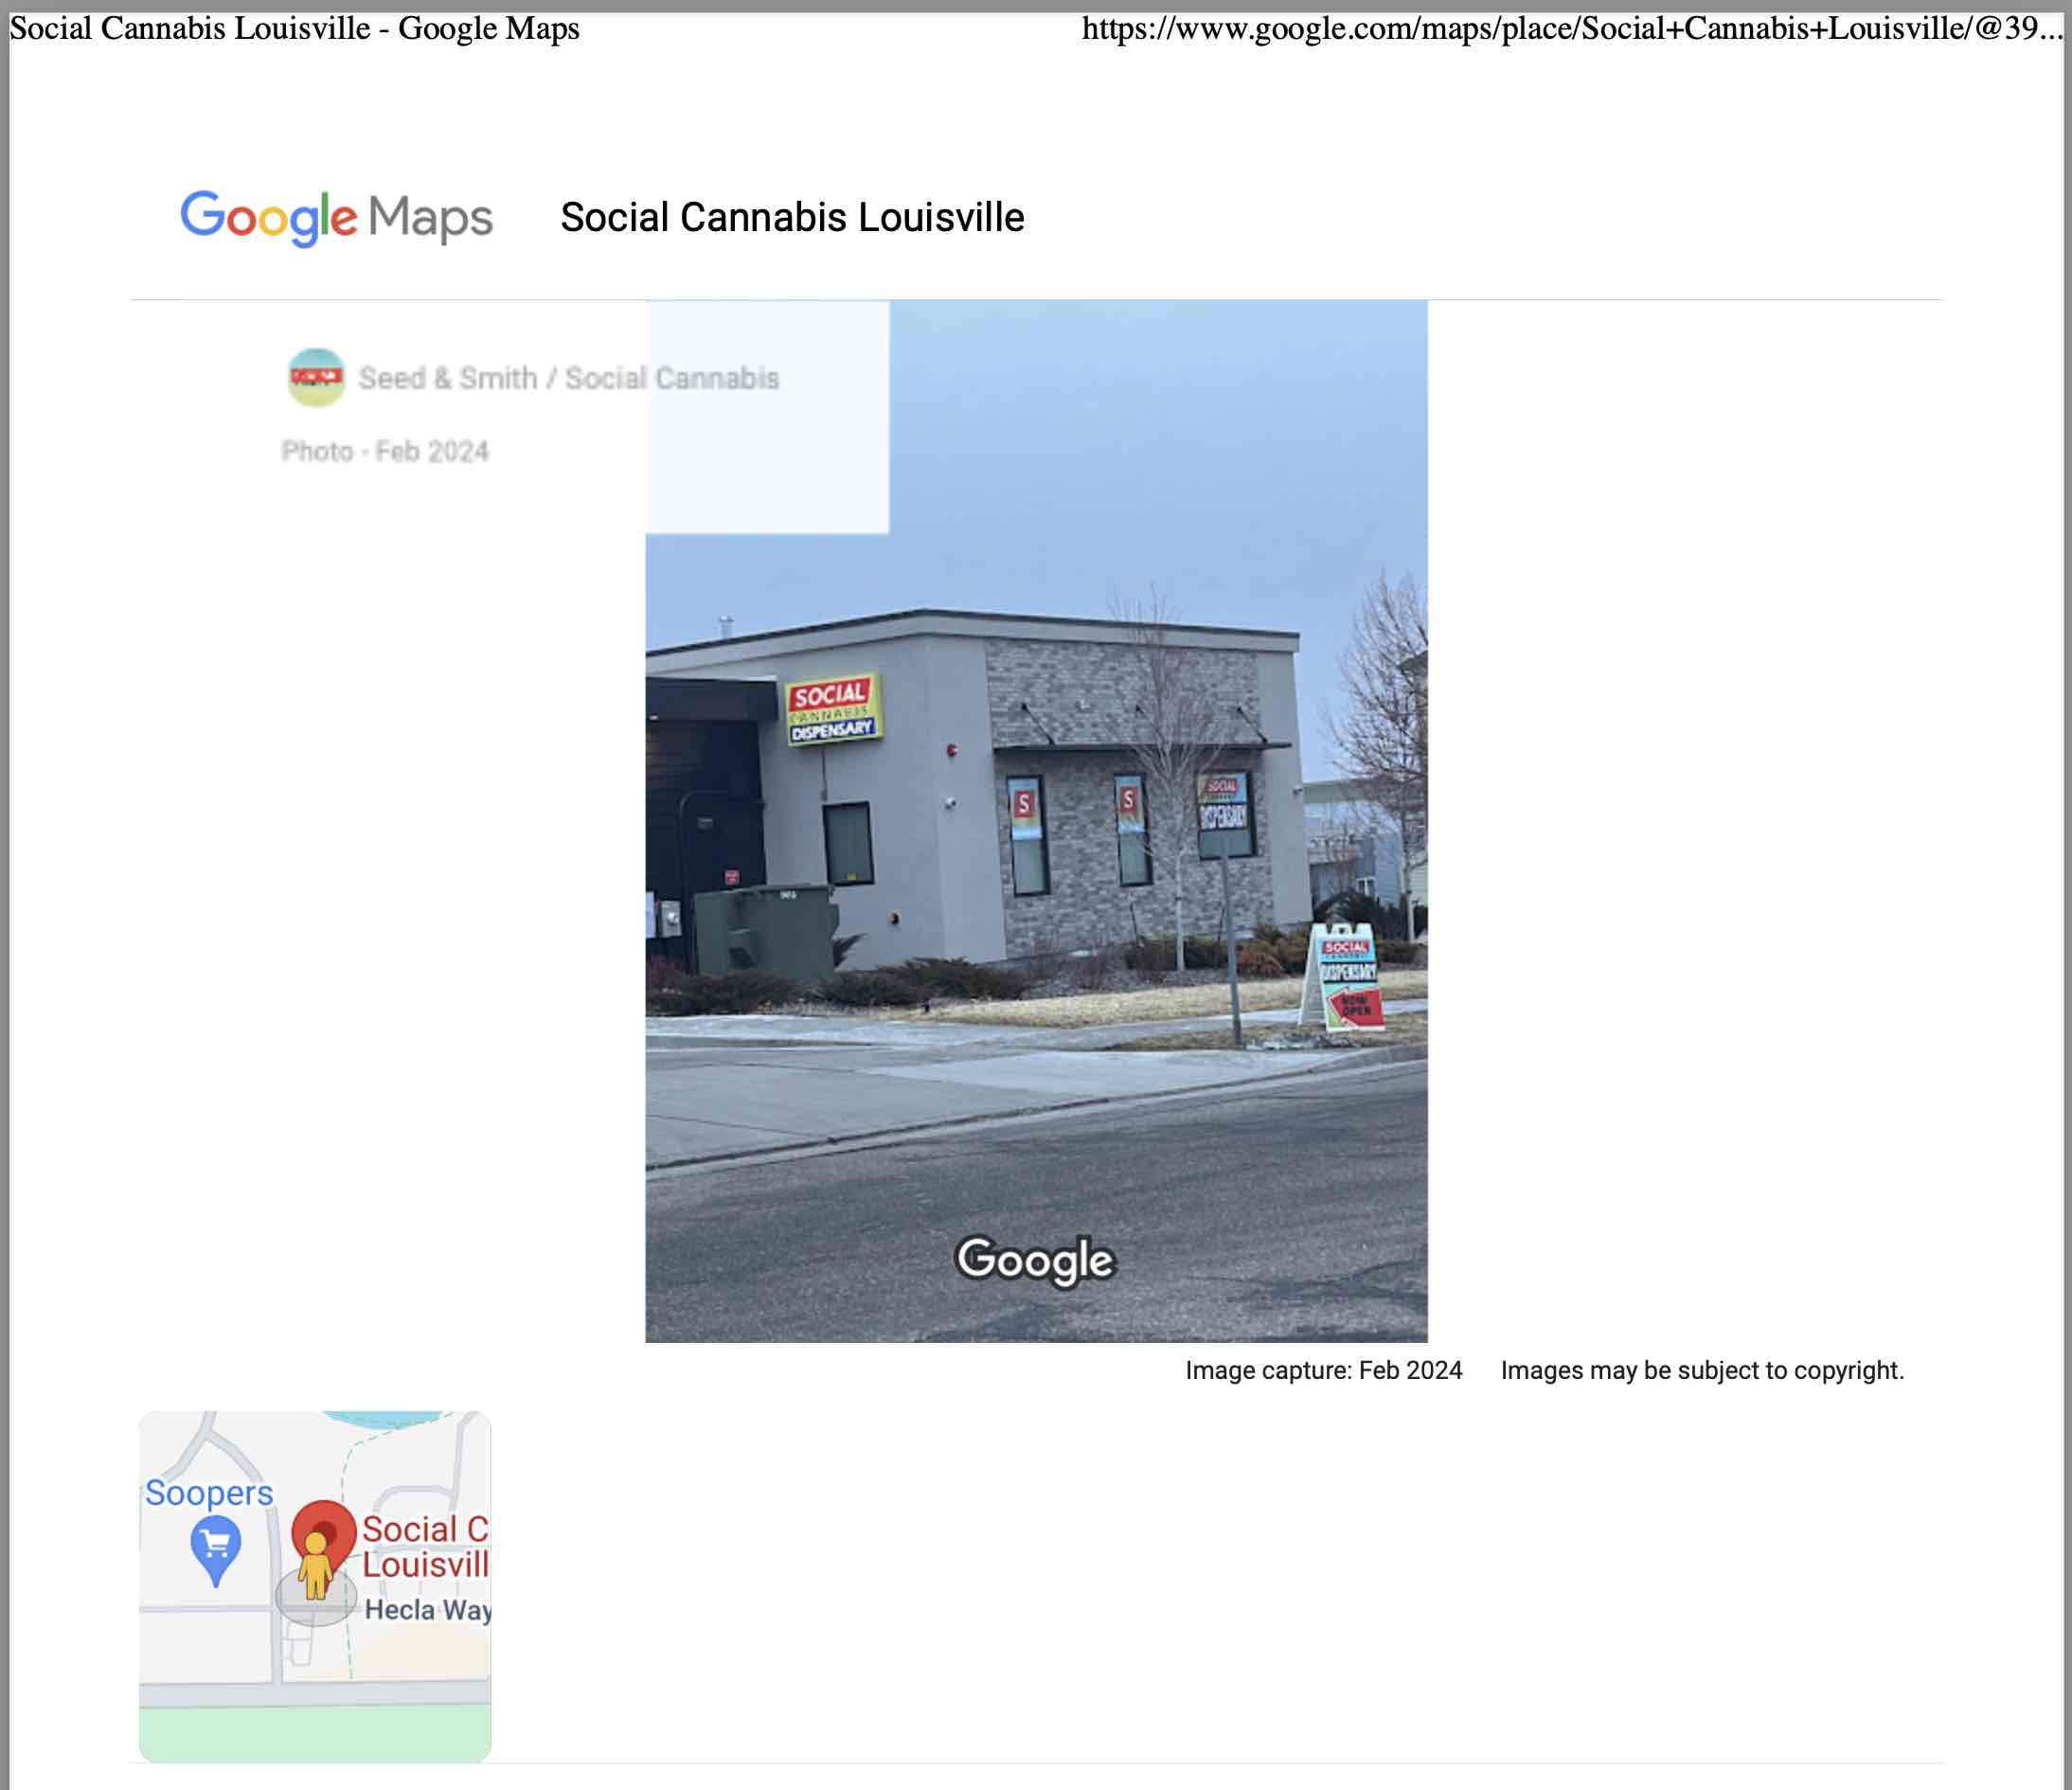 Social Cannabis Louisville - Google Maps
https://www.google.com/maps/place/Social+Cannabis+Louisville/@39...
Google Maps
Social Cannabis Louisville
Seed & Smith / Social Cannabis
Photo - Feb 2024
SOCIAL
CANNABIS
DISPENSARY
S
S
SOCIAL
DISPENSARY
SOCIAL
DISPENSARY
NOW
OPEN
Google
Image capture: Feb 2024
Images may be subject to copyright.
Soopers
Social C
Louisvill
Hecla Way